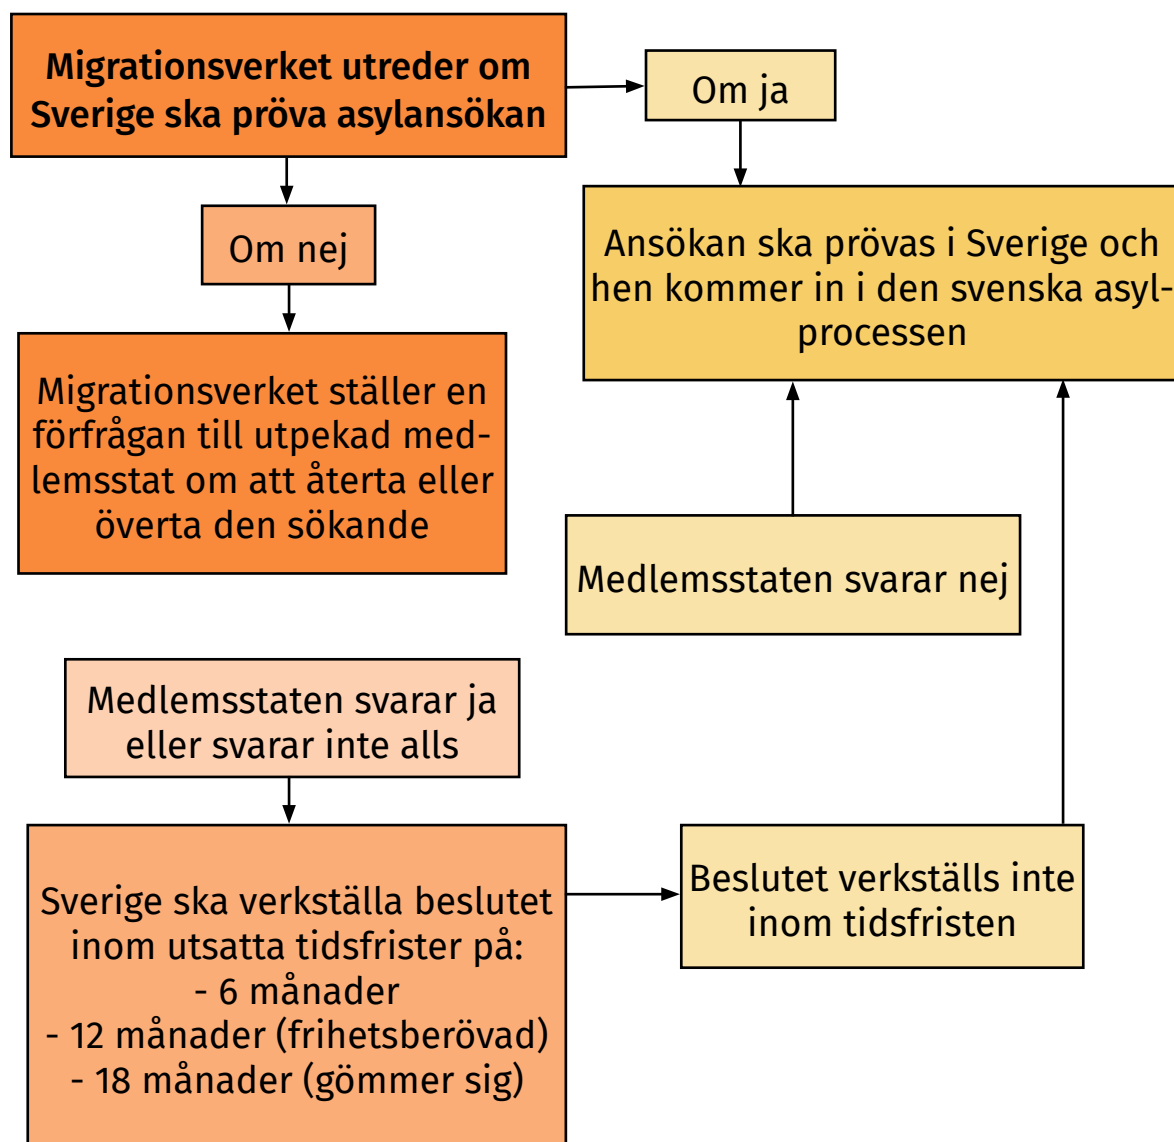 Migrationsverket utreder om
Sverige ska pröva asylansökan
Om ja
Om nej
Ansökan ska prövas i Sverige och
hen kommer in i den svenska asyl-
processen
Migrationsverket ställer en
förfrågan till utpekad med-
lemsstat om att återta eller
överta den sökande
Medlemsstaten svarar nej
Medlemsstaten svarar ja
eller svarar inte alls
Sverige ska verkställa beslutet
inom utsatta tidsfrister på:
- 6 månader
- 12 månader (frihetsberövad)
- 18 månader (gömmer sig)
Beslutet verkställs inte
inom tidsfristen